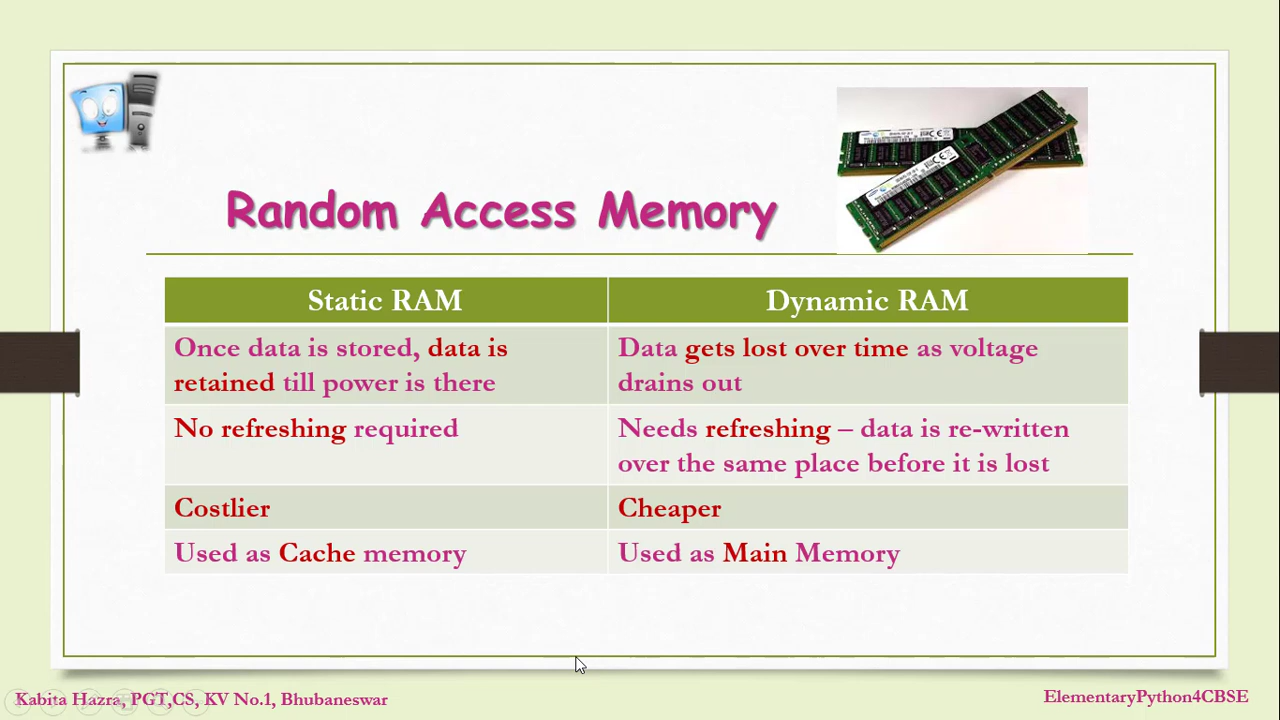 Random Access Memory
Static RAM
Dynamic RAM
Once data is stored, data is
retained till power is there
Data gets lost over time as voltage
drains out
No refreshing required
Needs refreshing – data is re-written
over the same place before it is lost
Costlier
Cheaper
Used as Cache memory
Used as Main Memory
Kabita Hazra, PGT,CS, KV No.1, Bhubaneswar
ElementaryPython4CBSE